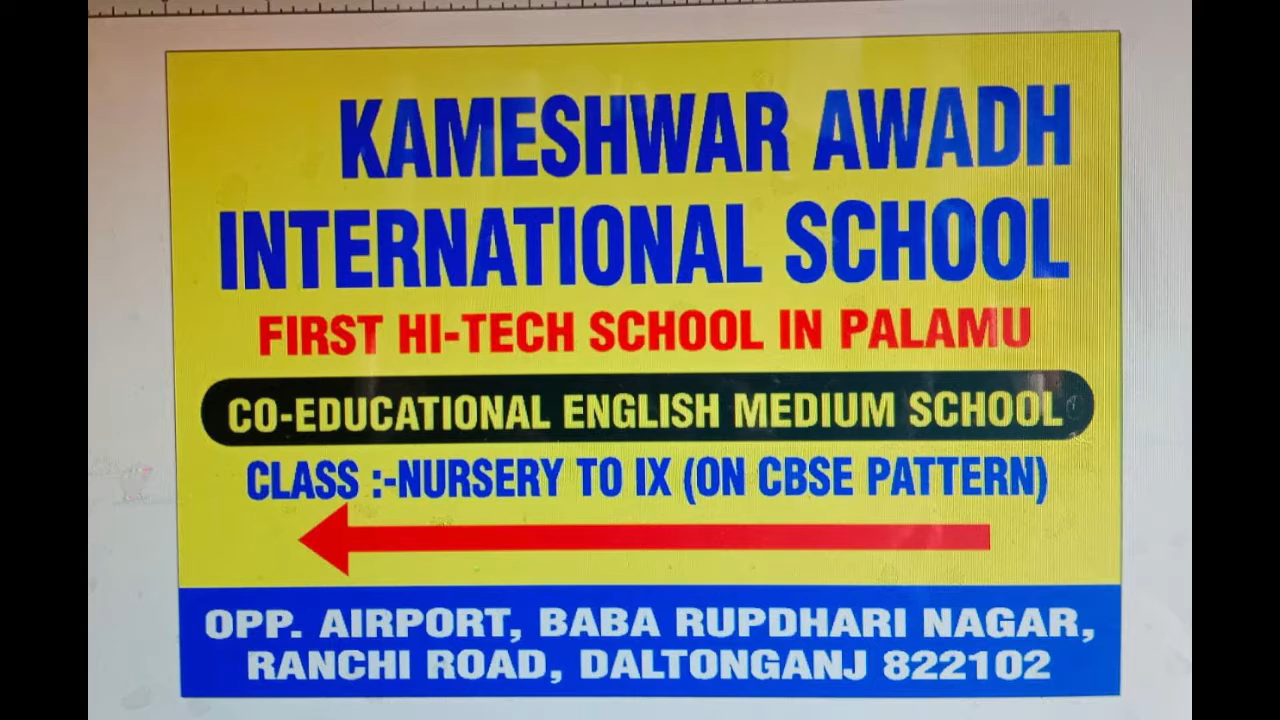 KAMESHWAR AWADH
INTERNATIONAL SCHOOL
FIRST HI-TECH SCHOOL IN PALAMU
CO-EDUCATIONAL ENGLISH MEDIUM SCHOOL
CLASS :-NURSERY TO IX (ON CBSE PATTERN)
OPP. AIRPORT, BABA RUPDHARI NAGAR,
RANCHI ROAD, DALTONGANJ 822102